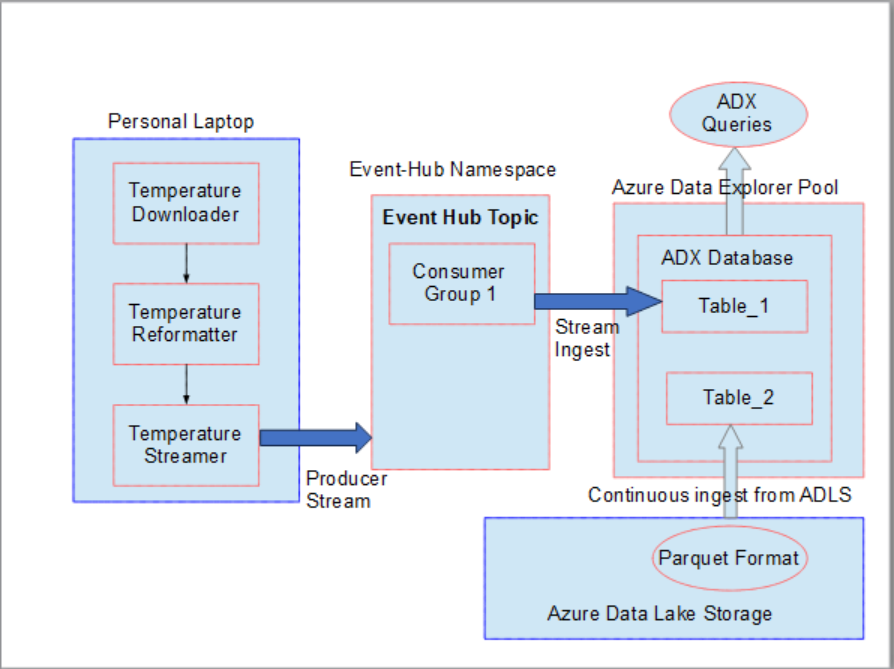 Personal Laptop
Temperature
Downloader
Temperature
Reformatter
Temperature
Streamer
Producer
Stream
Event-Hub Namespace
Event Hub Topic
Consumer
Group 1
Stream
Ingest
ADX
Queries
Azure Data Explorer Pool
ADX Database
Table_1
Table_2
Continuous ingest from ADLS
Parquet Format
Azure Data Lake Storage